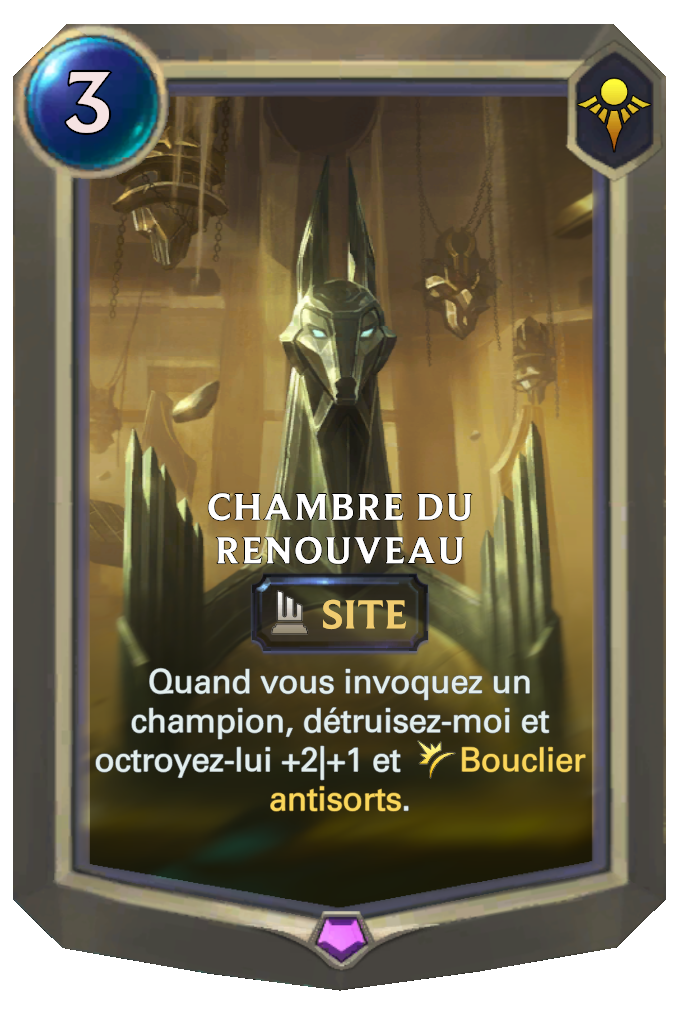 3
CHAMBRE DU
RENOUVEAU
SITE
Quand vous invoquez un
champion, détruisez-moi et
octroyez-lui +2|+1 et Bouclier
antisorts.